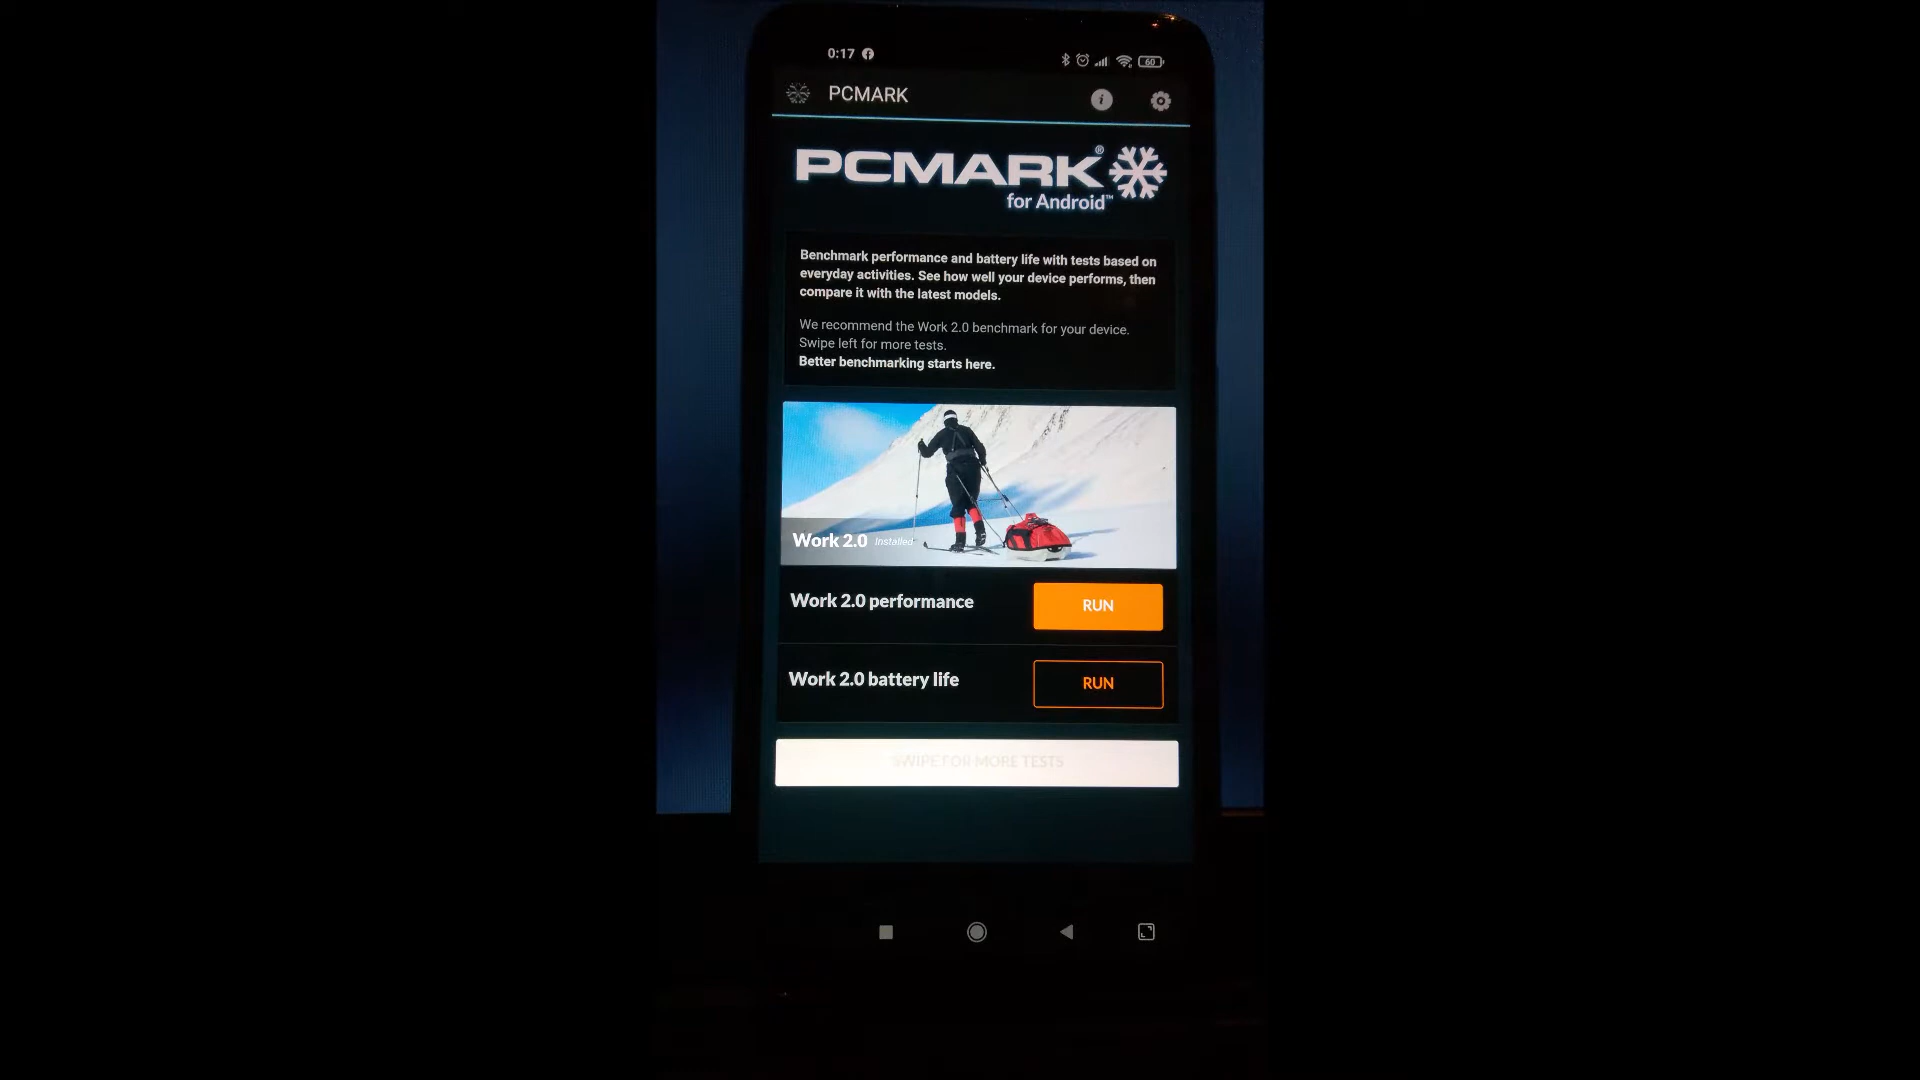 0:17
60
PCMARK
PCMARK®
for Android™
Benchmark performance and battery life with tests based on
everyday activities. See how well your device performs, then
compare it with the latest models.
We recommend the Work 2.0 benchmark for your device.
Swipe left for more tests.
Better benchmarking starts here.
Work 2.0 Installed
Work 2.0 performance
RUN
Work 2.0 battery life
RUN
SWIPE FOR MORE TESTS